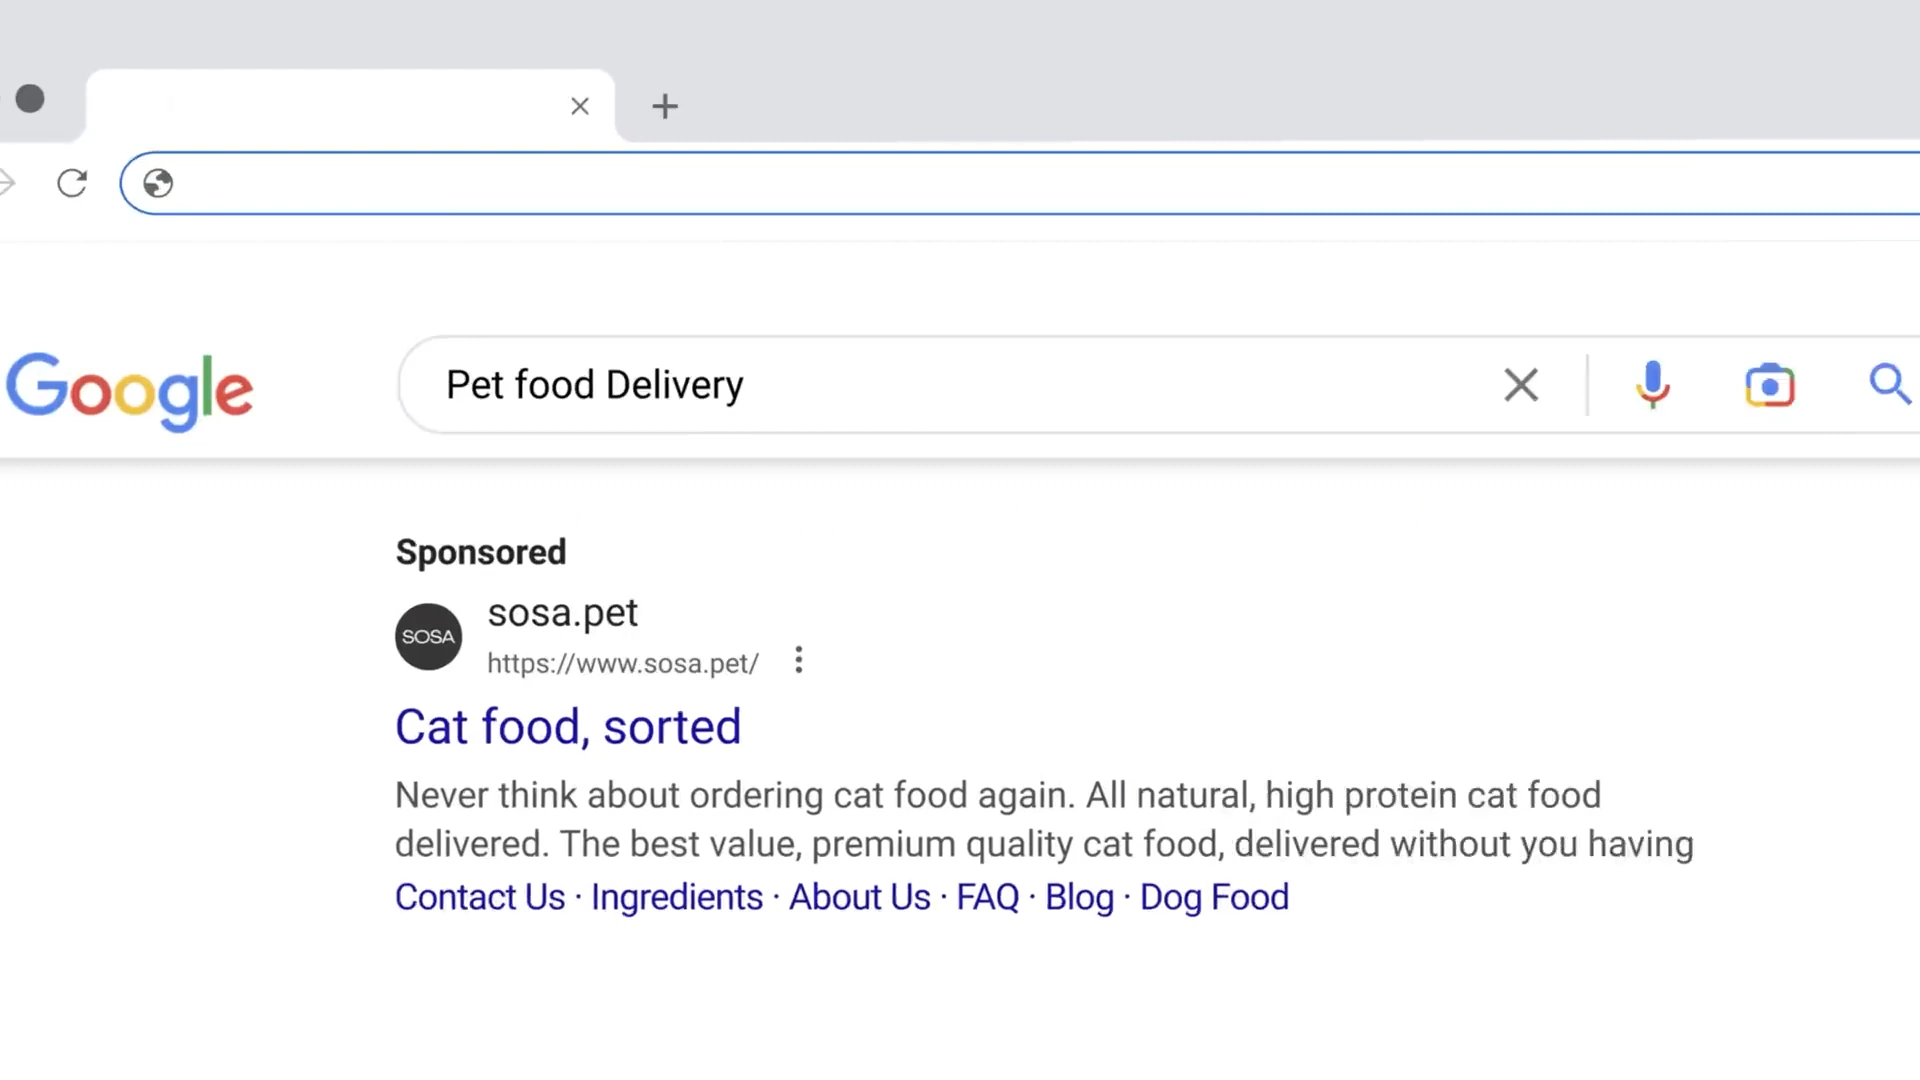 Google
Pet food Delivery
Sponsored
SOSA
sosa.pet
https://www.sosa.pet/
Cat food, sorted
Never think about ordering cat food again. All natural, high protein cat food
delivered. The best value, premium quality cat food, delivered without you having
Contact Us · Ingredients · About Us · FAQ · Blog · Dog Food